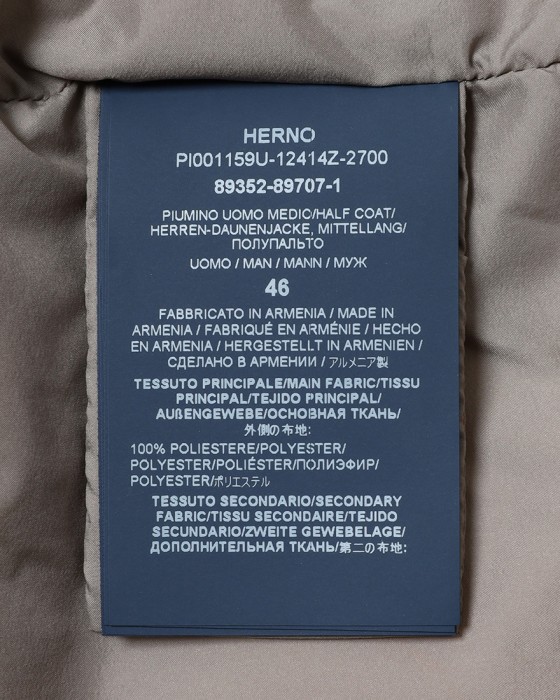 HERNO
PI001159U-12414Z-2700
89352-89707-1
PIUMINO UOMO MEDIO/HALF COAT/
HERREN-DAUNENJACKE, MITTELLANG/
ПОЛУПАЛЬТО
UOMO / MAN / MANN / МУЖ
46
FABBRICATO IN ARMENIA / MADE IN
ARMENIA / FABRIQUÉ EN ARMÉNIE / HECHO
EN ARMENIA / HERGESTELLT IN ARMENIEN /
СДЕЛАНО В АРМЕНИИ / アルメニア製
TESSUTO PRINCIPALE/MAIN FABRIC/TISSU
PRINCIPAL/TEJIDO PRINCIPAL/
AUßENGEWEBE/ОСНОВНАЯ ТКАНЬ/
外側の布地:
100% POLIESTERE/POLYESTER/
POLYESTER/POLIÉSTER/ПОЛИЭФИР/
POLYESTER/ポリエステル
TESSUTO SECONDARIO/SECONDARY
FABRIC/TISSU SECONDAIRE/TEJIDO
SECUNDARIO/ZWEITE GEWEBELAGE/
ДОПОЛНИТЕЛЬНАЯ ТКАНЬ/第二の布地: